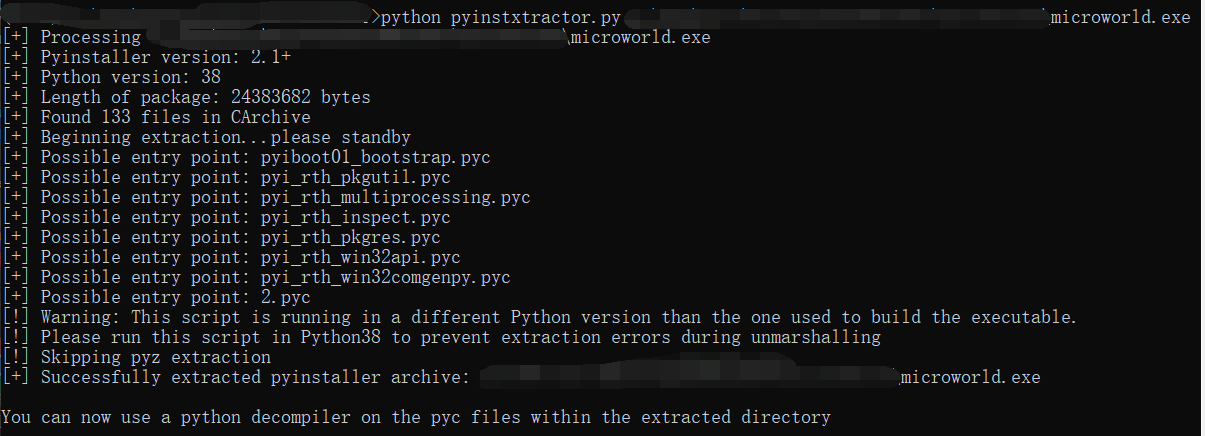 >python pyinstxtractor.py \microworld.exe
[+] Processing \microworld.exe
[+] Pyinstaller version: 2.1+
[+] Python version: 38
[+] Length of package: 24383682 bytes
[+] Found 133 files in CArchive
[+] Beginning extraction...please standby
[+] Possible entry point: pyiboot01_bootstrap.pyc
[+] Possible entry point: pyi_rth_pkgutil.pyc
[+] Possible entry point: pyi_rth_multiprocessing.pyc
[+] Possible entry point: pyi_rth_inspect.pyc
[+] Possible entry point: pyi_rth_pkgres.pyc
[+] Possible entry point: pyi_rth_win32api.pyc
[+] Possible entry point: pyi_rth_win32comgenpy.pyc
[+] Possible entry point: 2.pyc
[!] Warning: This script is running in a different Python version than the one used to build the executable.
[!] Please run this script in Python38 to prevent extraction errors during unmarshalling
[!] Skipping pyz extraction
[+] Successfully extracted pyinstaller archive: microworld.exe
You can now use a python decompiler on the pyc files within the extracted directory